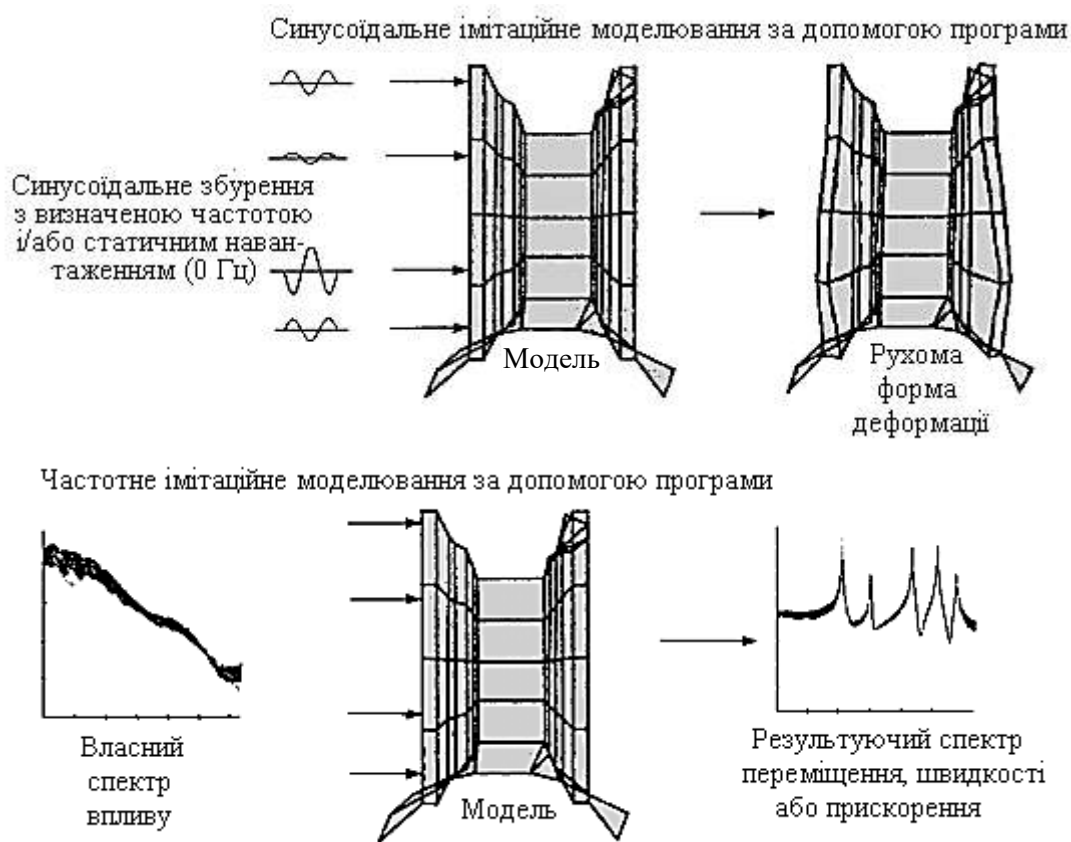 Синусоїдальне імітаційне моделювання за допомогою програми
Синусоїдальне збурення
з визначеною частотою
і/або статичним наван-
таженням (0 Гц)
Модель
Рухома
форма
деформації
Частотне імітаційне моделювання за допомогою програми
Власний
спектр
впливу
Модель
Результуючий спектр
переміщення, швидкості
або прискорення